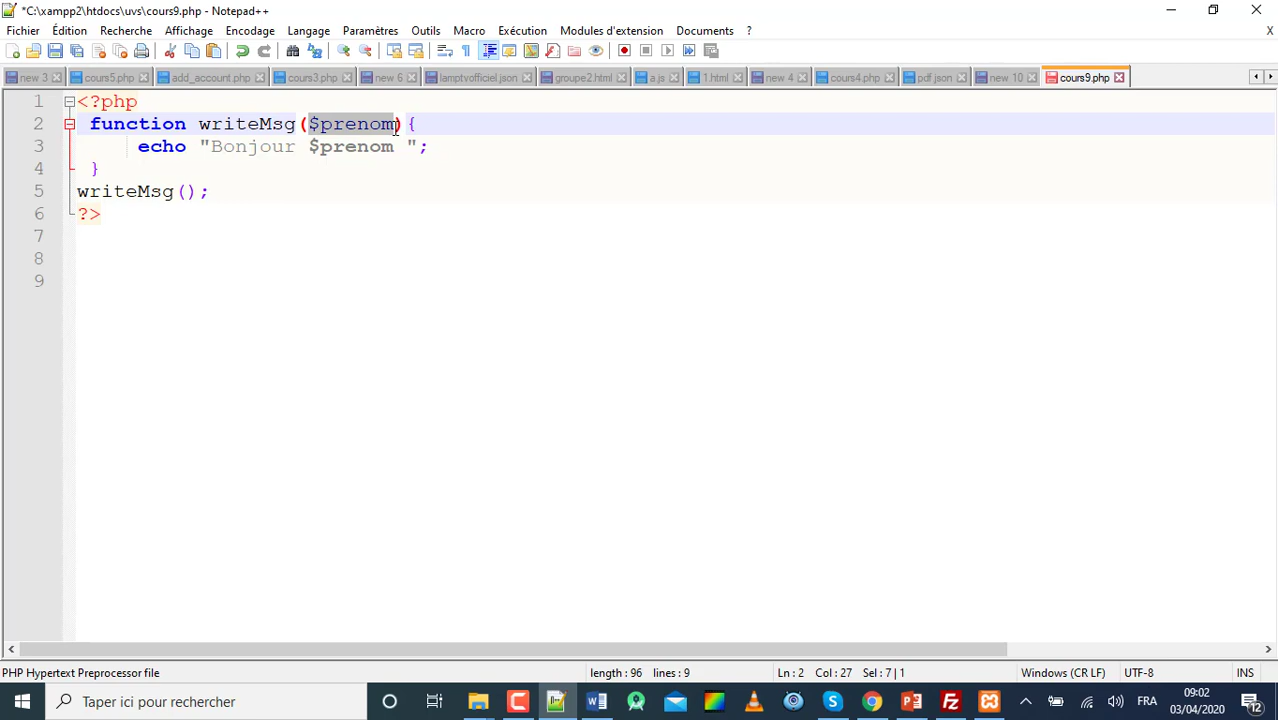 *C:\xampp2\htdocs\uvs\cours9.php - Notepad++
Fichier Édition Recherche Affichage Encodage Langage Paramètres Outils Macro Exécution Modules d'extension Documents ? X
new 3 cours5.php add_account.php cours3.php new 6 lamptvofficiel.json groupe2.html a.js 1.html new 4 cours4.php pdf.json new 10 cours9.php
1 <?php
2 function writeMsg($prenom){
3 echo "Bonjour $prenom ";
4 }
5 writeMsg();
6 ?>
7
8
9
PHP Hypertext Preprocessor file length : 96 lines : 9 Ln : 2 Col : 27 Sel : 7 | 1 Windows (CR LF) UTF-8 INS
Taper ici pour rechercher FRA 09:02
03/04/2020 12